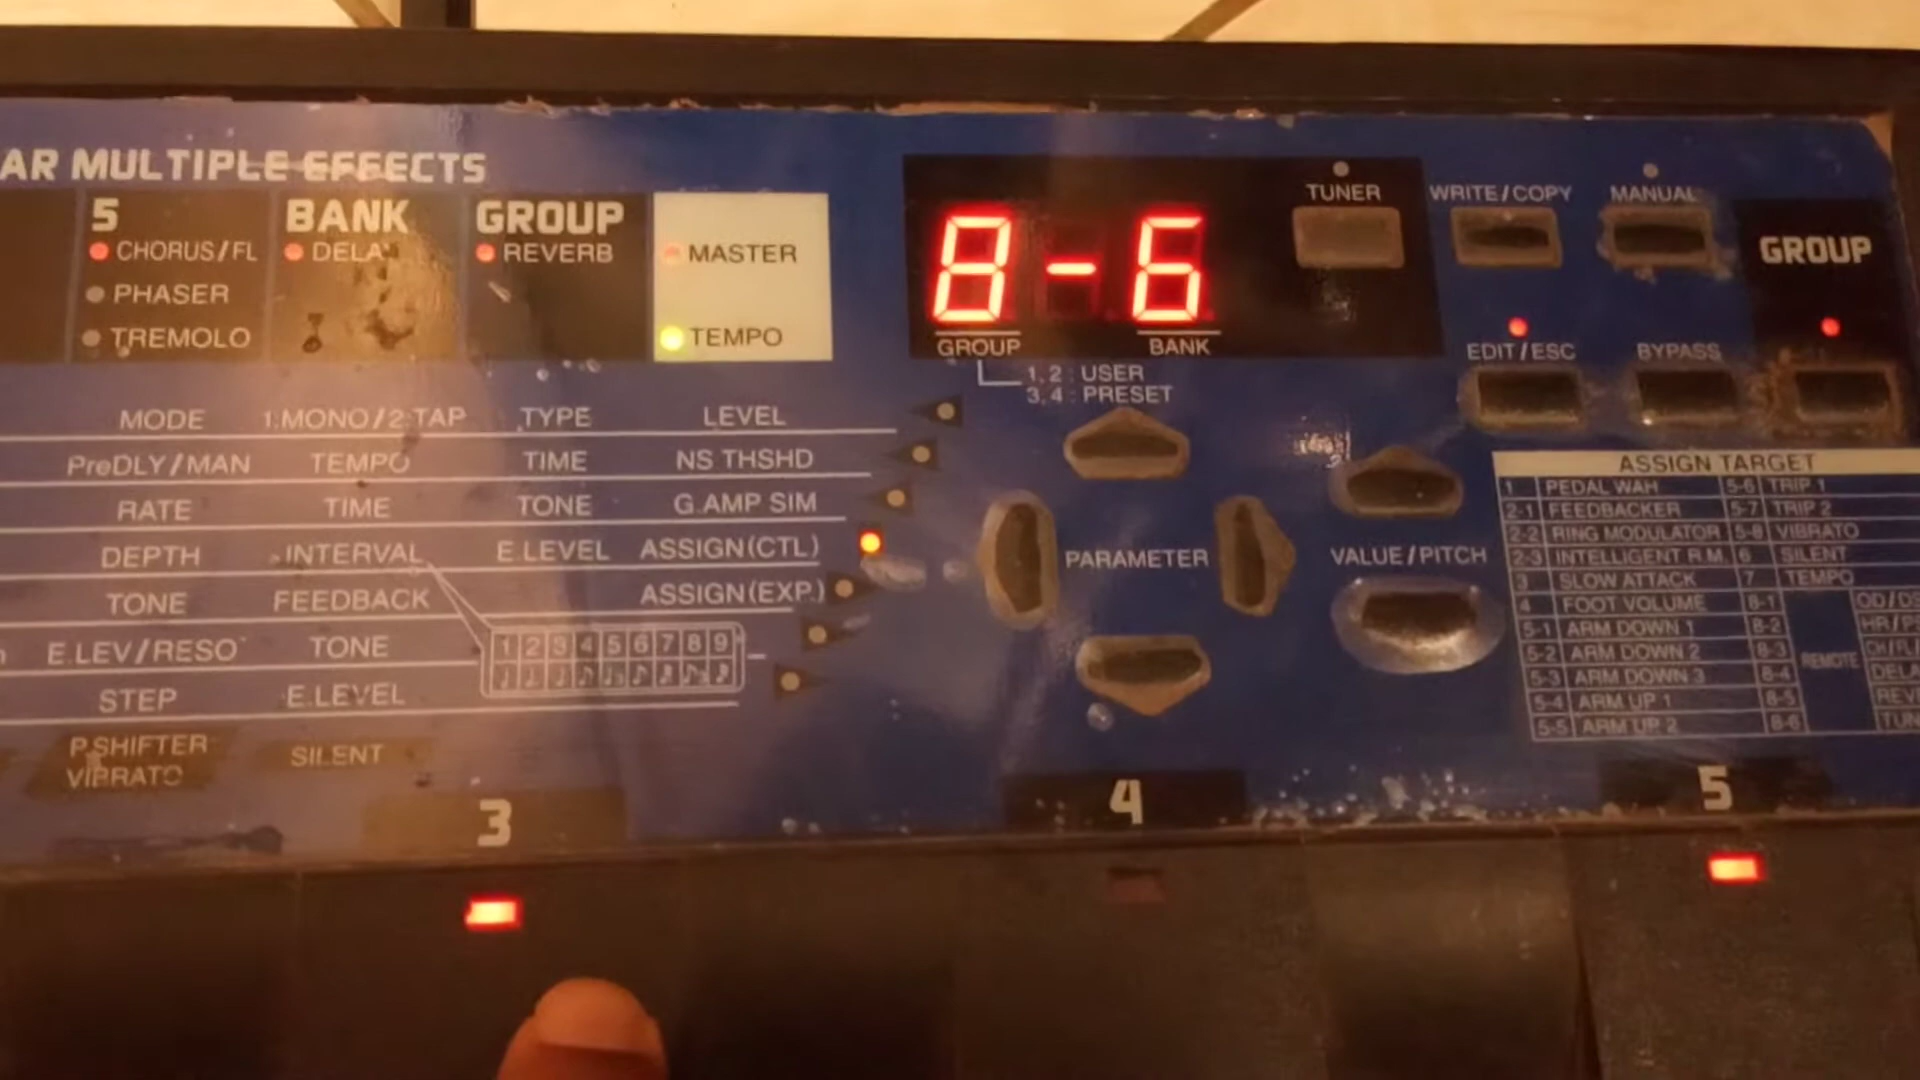 AR MULTIPLE EFFECTS
5 BANK GROUP
CHORUS/FL DELAY REVERB MASTER
PHASER
TREMOLO TEMPO
8-6
GROUP BANK
1, 2 : USER
3, 4 : PRESET
TUNER WRITE/COPY MANUAL
GROUP
EDIT/ESC BYPASS
MODE 1:MONO/2:TAP TYPE LEVEL
PreDLY/MAN TEMPO TIME NS THSHD
RATE TIME TONE G.AMP SIM
DEPTH INTERVAL E.LEVEL ASSIGN(CTL)
TONE FEEDBACK ASSIGN(EXP)
E.LEV/RESO TONE
1 2 3 4 5 6 7 8 9
STEP E.LEVEL
P.SHIFTER
VIBRATO
SILENT
PARAMETER VALUE/PITCH
ASSIGN TARGET
1 PEDAL WAH 5-6 TRIP 1
2-1 FEEDBACKER 5-7 TRIP 2
2-2 RING MODULATOR 5-8 VIBRATO
2-3 INTELLIGENT R.M. 6 SILENT
3 SLOW ATTACK 7 TEMPO
4 FOOT VOLUME 8-1 OD/DS
5-1 ARM DOWN 1 8-2
5-2 ARM DOWN 2 8-3 REMOTE CH/FL/
5-3 ARM DOWN 3 8-4 DELA
5-4 ARM UP 1 8-5 REV
5-5 ARM UP 2 8-6 TUN
3 4 5